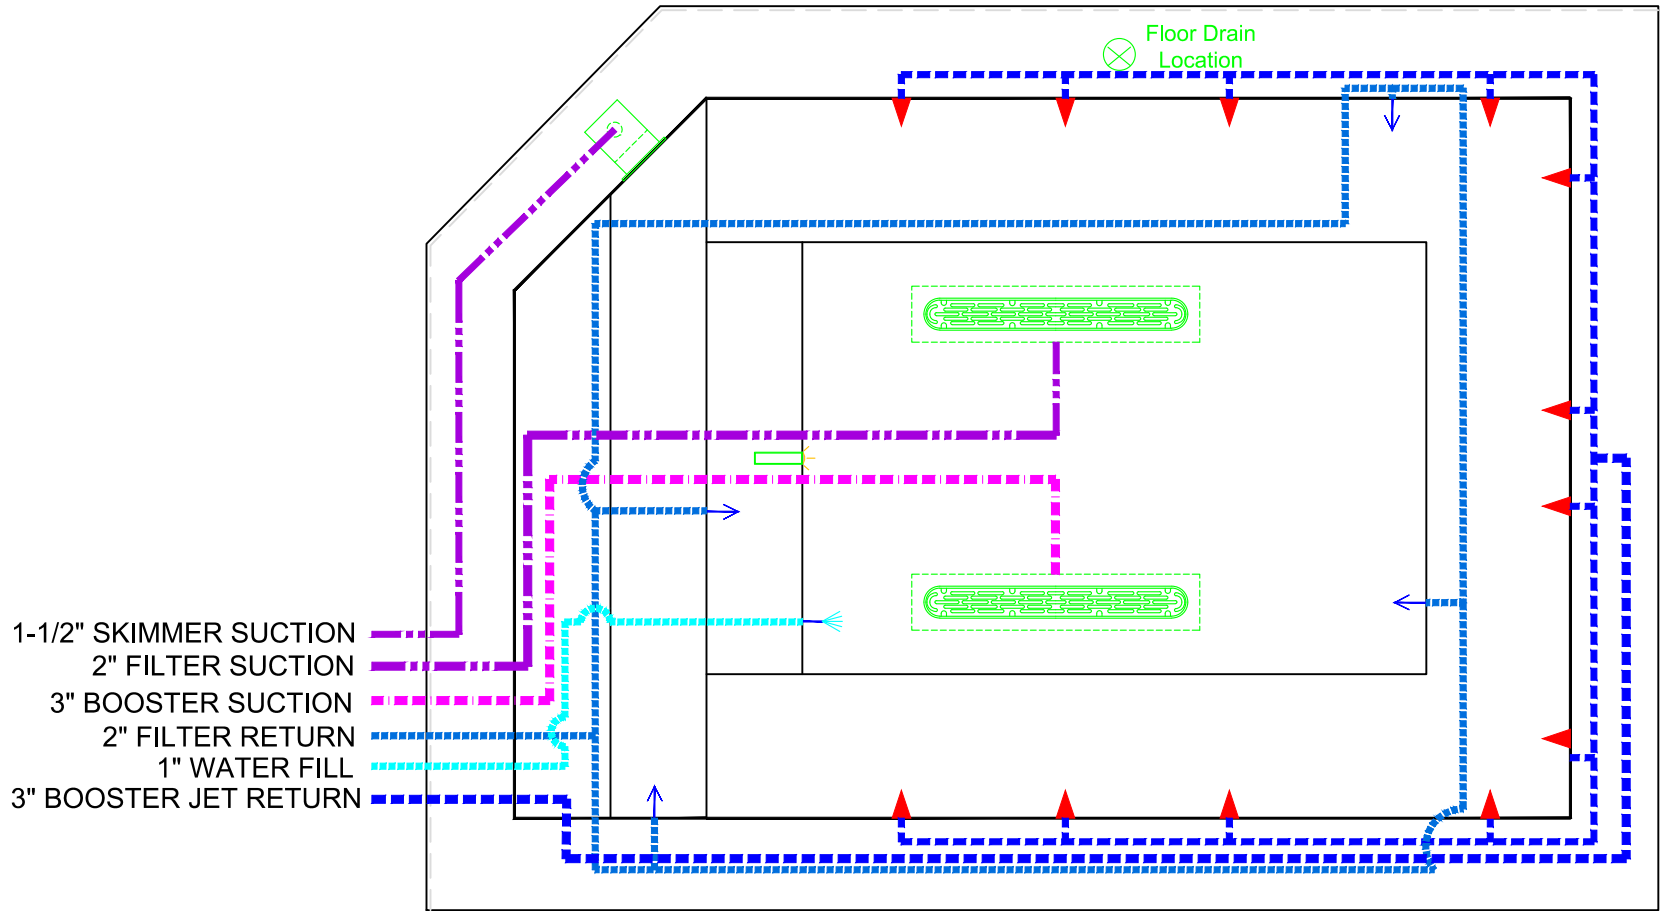 Floor Drain
Location
1-1/2" SKIMMER SUCTION
2" FILTER SUCTION
3" BOOSTER SUCTION
2" FILTER RETURN
1" WATER FILL
3" BOOSTER JET RETURN